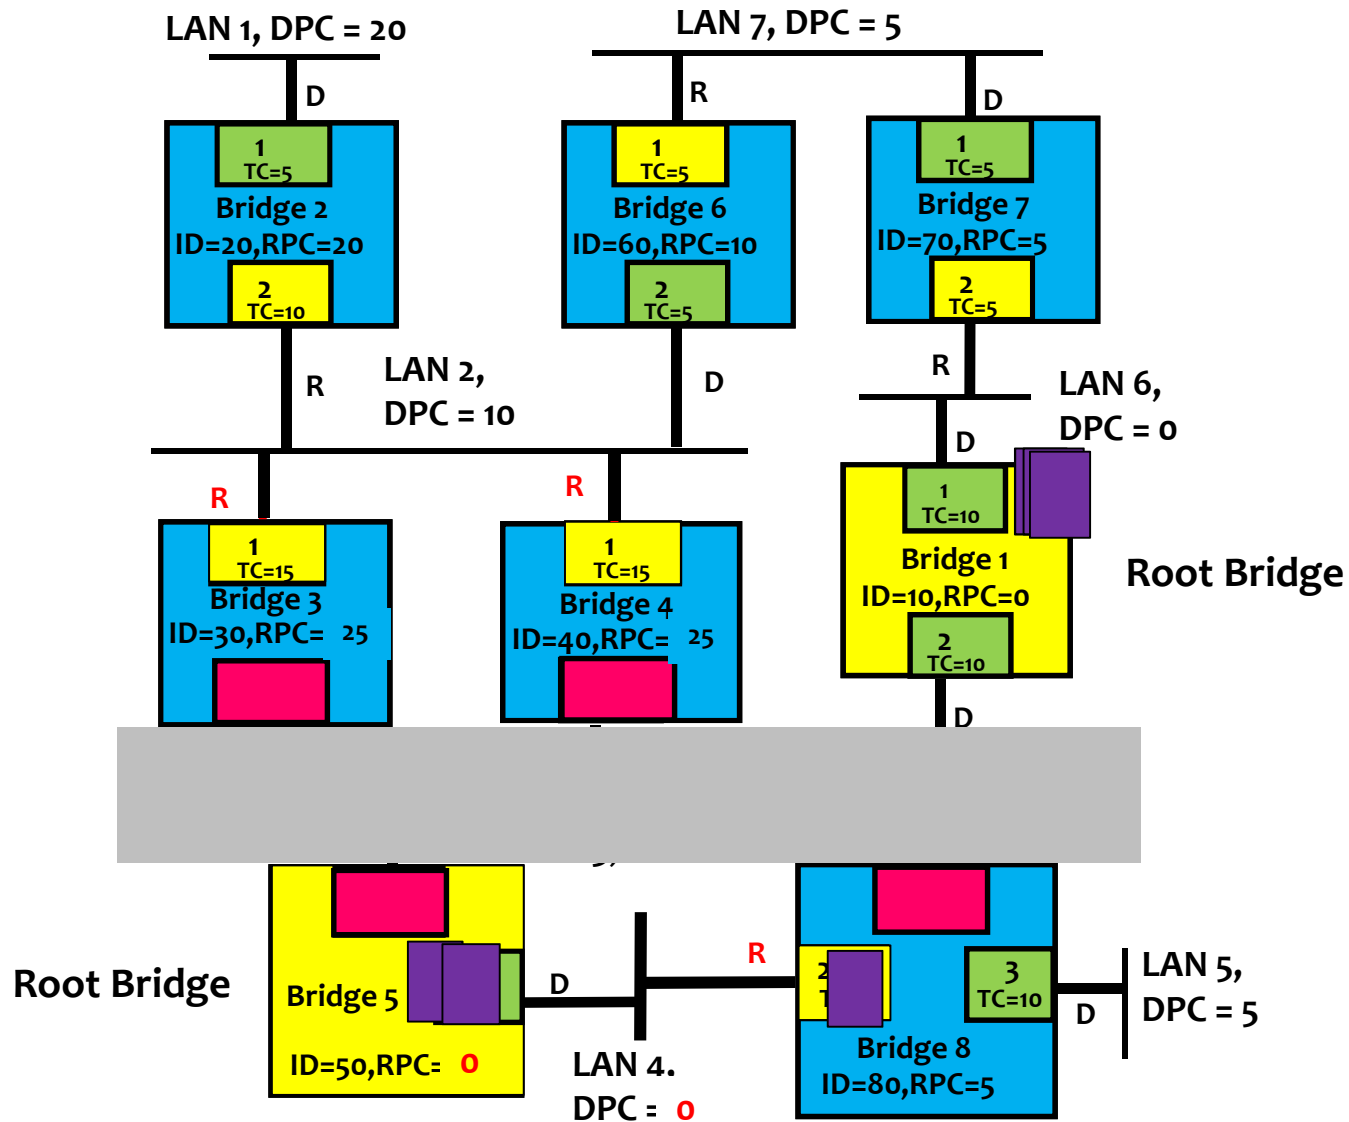 LAN 1, DPC = 20
LAN 7, DPC = 5
D
R
D
1
TC=5
Bridge 2
ID=20,RPC=20
2
TC=10
1
TC=5
Bridge 6
ID=60,RPC=10
2
TC=5
1
TC=5
Bridge 7
ID=70,RPC=5
2
TC=5
R
LAN 2,
DPC = 10
D
R
LAN 6,
DPC = 0
D
R
R
1
TC=15
Bridge 3
ID=30,RPC= 25
1
TC=15
Bridge 4
ID=40,RPC= 25
1
TC=10
Bridge 1
ID=10,RPC=0
2
TC=10
Root Bridge
D
Root Bridge
Bridge 5
ID=50,RPC= 0
D
LAN 4.
DPC = 0
R
2
3
TC=10
Bridge 8
ID=80,RPC=5
D
LAN 5,
DPC = 5